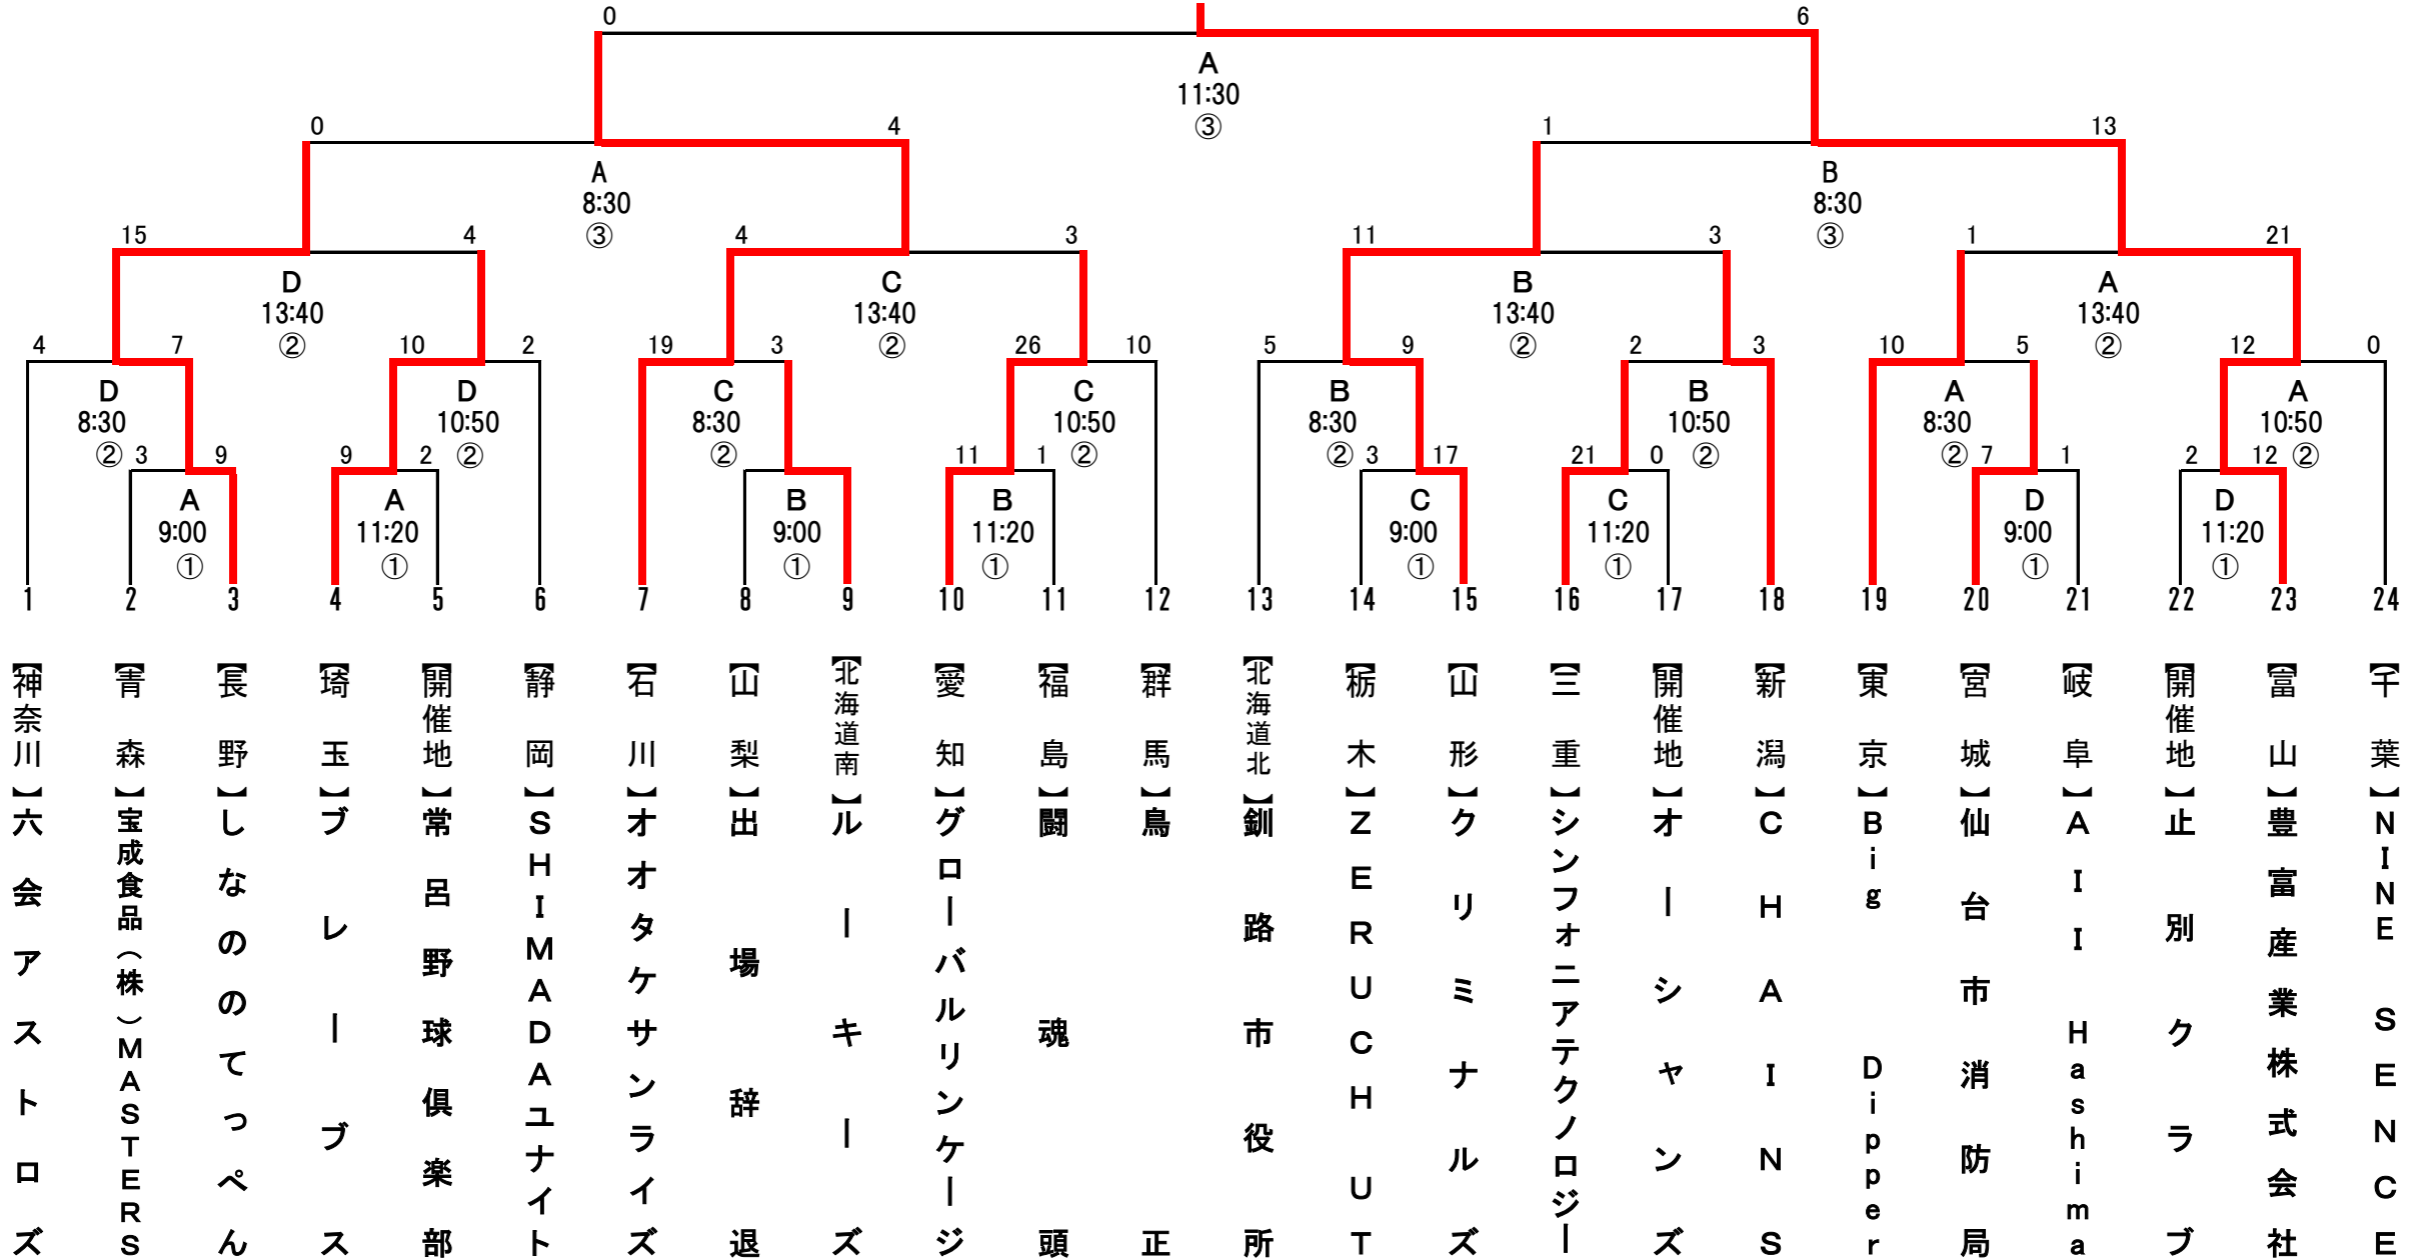 0 6
A
11:30
③
0 4 1 13
A B
8:30 8:30
③ ③
15 4 4 3 11 3 1 21
D C B A
13:40 13:40 13:40 13:40
② ② ② ②
4 7 10 2 19 3 26 10 5 9 2 3 10 5 12 0
D D C C B B A A
8:30 10:50 8:30 10:50 8:30 10:50 8:30 10:50
② ② ② ② ② ② ② ②
3 9 9 2 11 1 3 17 21 0 7 1 2 12
A A B B C C D D
9:00 11:20 9:00 11:20 9:00 11:20 9:00 11:20
① ① ① ① ① ① ① ①
1 2 3 4 5 6 7 8 9 10 11 12 13 14 15 16 17 18 19 20 21 22 23 24
【神奈川】六会アストロズ
【青森】宝成食品(株)MASTERS
【長野】しなののてっぺん
【埼玉】ブレーブス
【開催地】常呂野球倶楽部
【静岡】SHIMADAユナイト
【石川】オオタケサンライズ
【山梨】出場辞退
【北海道南】ルーキーズ
【愛知】グローバルリンケージ
【福島】闘魂頭
【群馬】鳥正
【北海道北】釧路市役所
【栃木】ZERUCH UT
【山形】クリミナルズ
【三重】シンフォニアテクノロジー
【開催地】オーシャンズ
【新潟】CHAINS
【東京】Big Dipper
【宮城】仙台市消防局
【岐阜】AII Hashima
【開催地】止別クラブ
【富山】豊富産業株式会社
【千葉】NINE SENCE